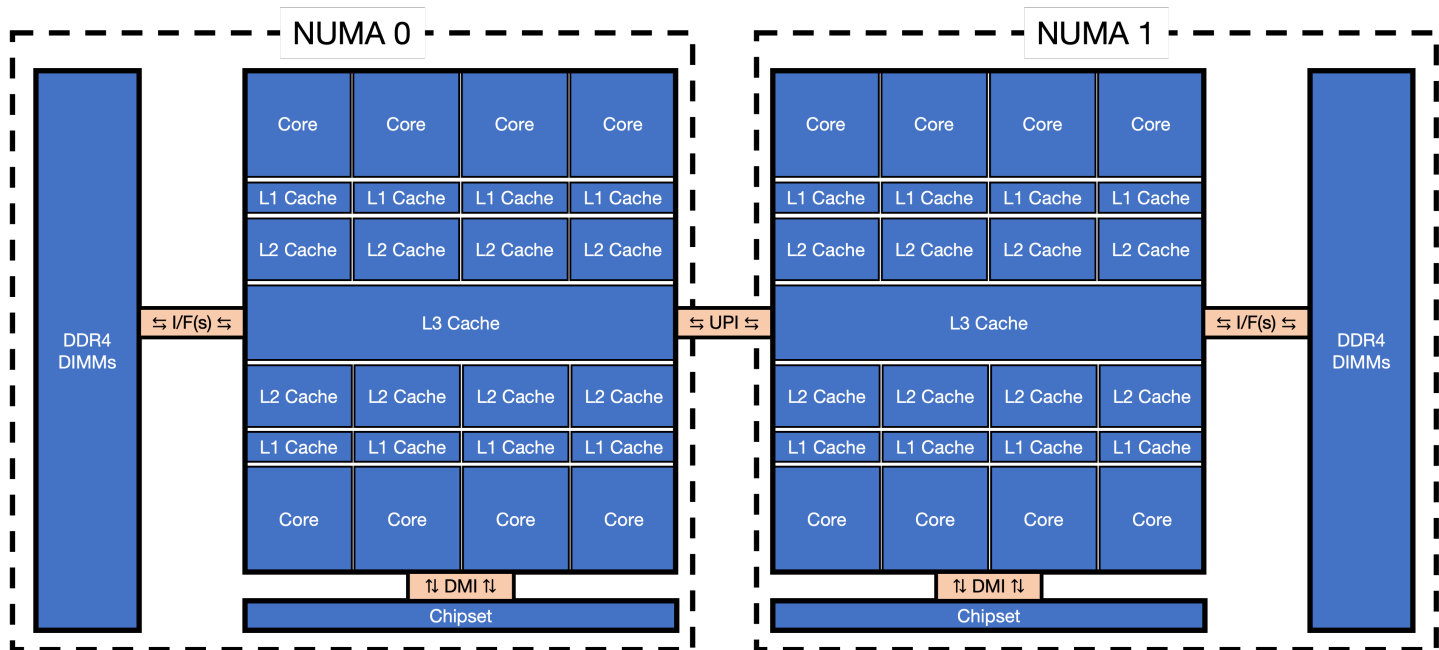 NUMA 0
NUMA 1
Core Core Core Core
L1 Cache L1 Cache L1 Cache L1 Cache
L2 Cache L2 Cache L2 Cache L2 Cache
L3 Cache
L2 Cache L2 Cache L2 Cache L2 Cache
L1 Cache L1 Cache L1 Cache L1 Cache
Core Core Core Core
DDR4
DIMMs
⇆ I/F(s) ⇆
⇆ UPI ⇆
⇅ DMI ⇅
Chipset
Core Core Core Core
L1 Cache L1 Cache L1 Cache L1 Cache
L2 Cache L2 Cache L2 Cache L2 Cache
L3 Cache
L2 Cache L2 Cache L2 Cache L2 Cache
L1 Cache L1 Cache L1 Cache L1 Cache
Core Core Core Core
⇆ I/F(s) ⇆
DDR4
DIMMs
⇅ DMI ⇅
Chipset